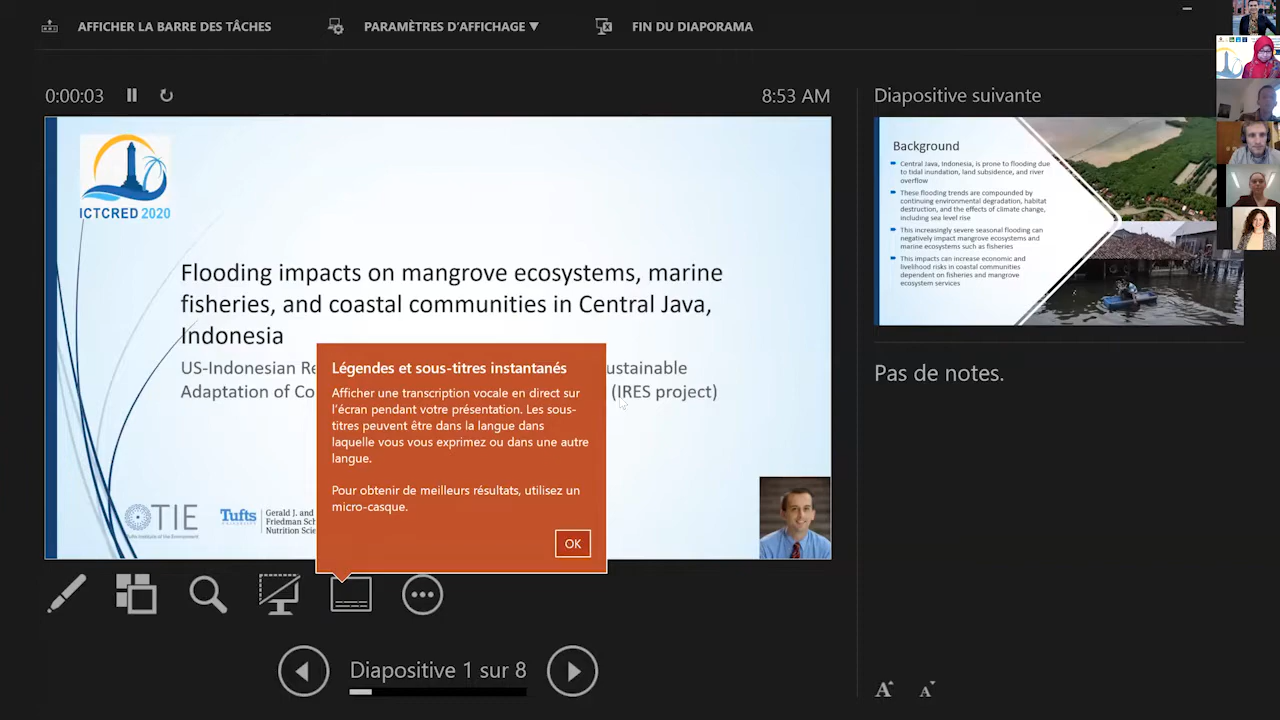 AFFICHER LA BARRE DES TÂCHES
PARAMÈTRES D'AFFICHAGE ▼
FIN DU DIAPORAMA
0:00:03
8:53 AM
ICTCRED 2020
Flooding impacts on mangrove ecosystems, marine
fisheries, and coastal communities in Central Java,
Indonesia
US-Indonesian
ustainable
Adaptation of Co
(IRES project)
TIE
Tufts Institute of the Environment
Tufts
UNIVERSITY
Gerald J. and
Friedman Sch
Nutrition Scie
Légendes et sous-titres instantanés
Afficher une transcription vocale en direct sur
l'écran pendant votre présentation. Les sous-
titres peuvent être dans la langue dans
laquelle vous vous exprimez ou dans une autre
langue.
Pour obtenir de meilleurs résultats, utilisez un
micro-casque.
OK
Diapositive 1 sur 8
Diapositive suivante
Background
Central Java, Indonesia, is prone to flooding due
to tidal inundation, land subsidence, and river
overflow
These flooding trends are compounded by
continuing environmental degradation, habitat
destruction, and the effects of climate change,
including sea level rise
This increasingly severe seasonal flooding can
negatively impact mangrove ecosystems and
marine ecosystems such as fisheries
This impacts can increase economic and
livelihood risks in coastal communities
dependent on fisheries and mangrove
ecosystem services
Pas de notes.
A A